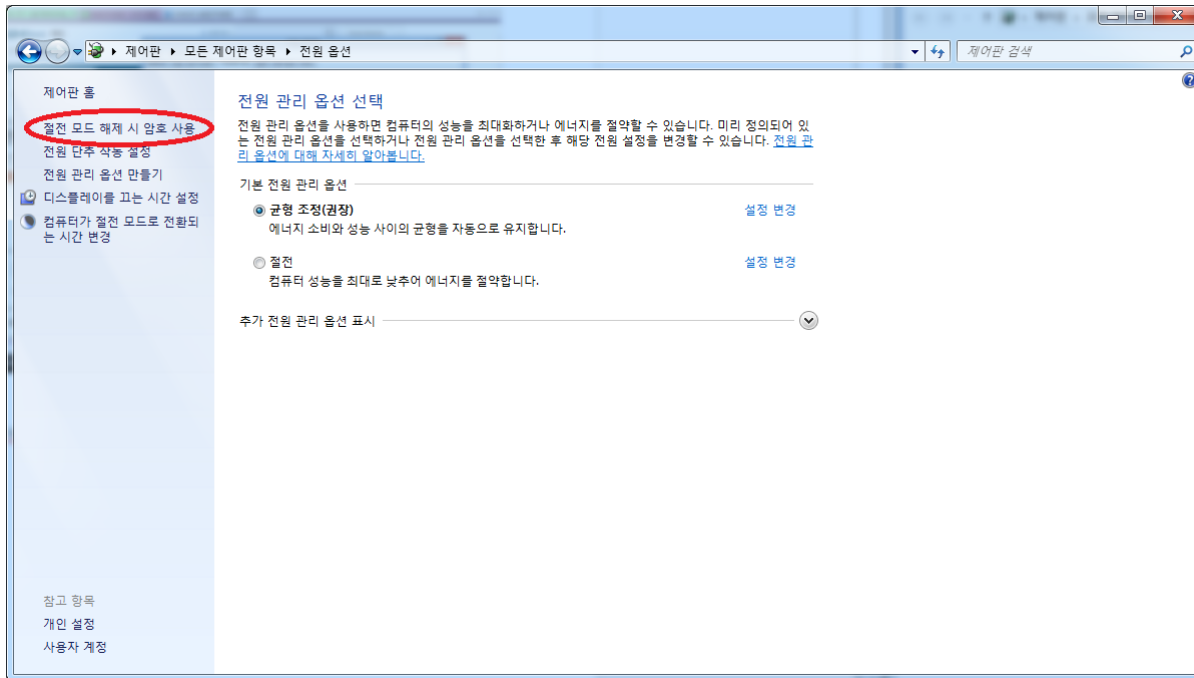 제어판 ▸ 모든 제어판 항목 ▸ 전원 옵션
제어판 검색
제어판 홈
절전 모드 해제 시 암호 사용
전원 단추 작동 설정
전원 관리 옵션 만들기
디스플레이를 끄는 시간 설정
컴퓨터가 절전 모드로 전환되
는 시간 변경
전원 관리 옵션 선택
전원 관리 옵션을 사용하면 컴퓨터의 성능을 최대화하거나 에너지를 절약할 수 있습니다. 미리 정의되어 있
는 전원 관리 옵션을 선택하거나 전원 관리 옵션을 선택한 후 해당 전원 설정을 변경할 수 있습니다. 전원 관
리 옵션에 대해 자세히 알아봅니다.
기본 전원 관리 옵션
균형 조정(권장) 설정 변경
에너지 소비와 성능 사이의 균형을 자동으로 유지합니다.
절전 설정 변경
컴퓨터 성능을 최대로 낮추어 에너지를 절약합니다.
추가 전원 관리 옵션 표시
참고 항목
개인 설정
사용자 계정